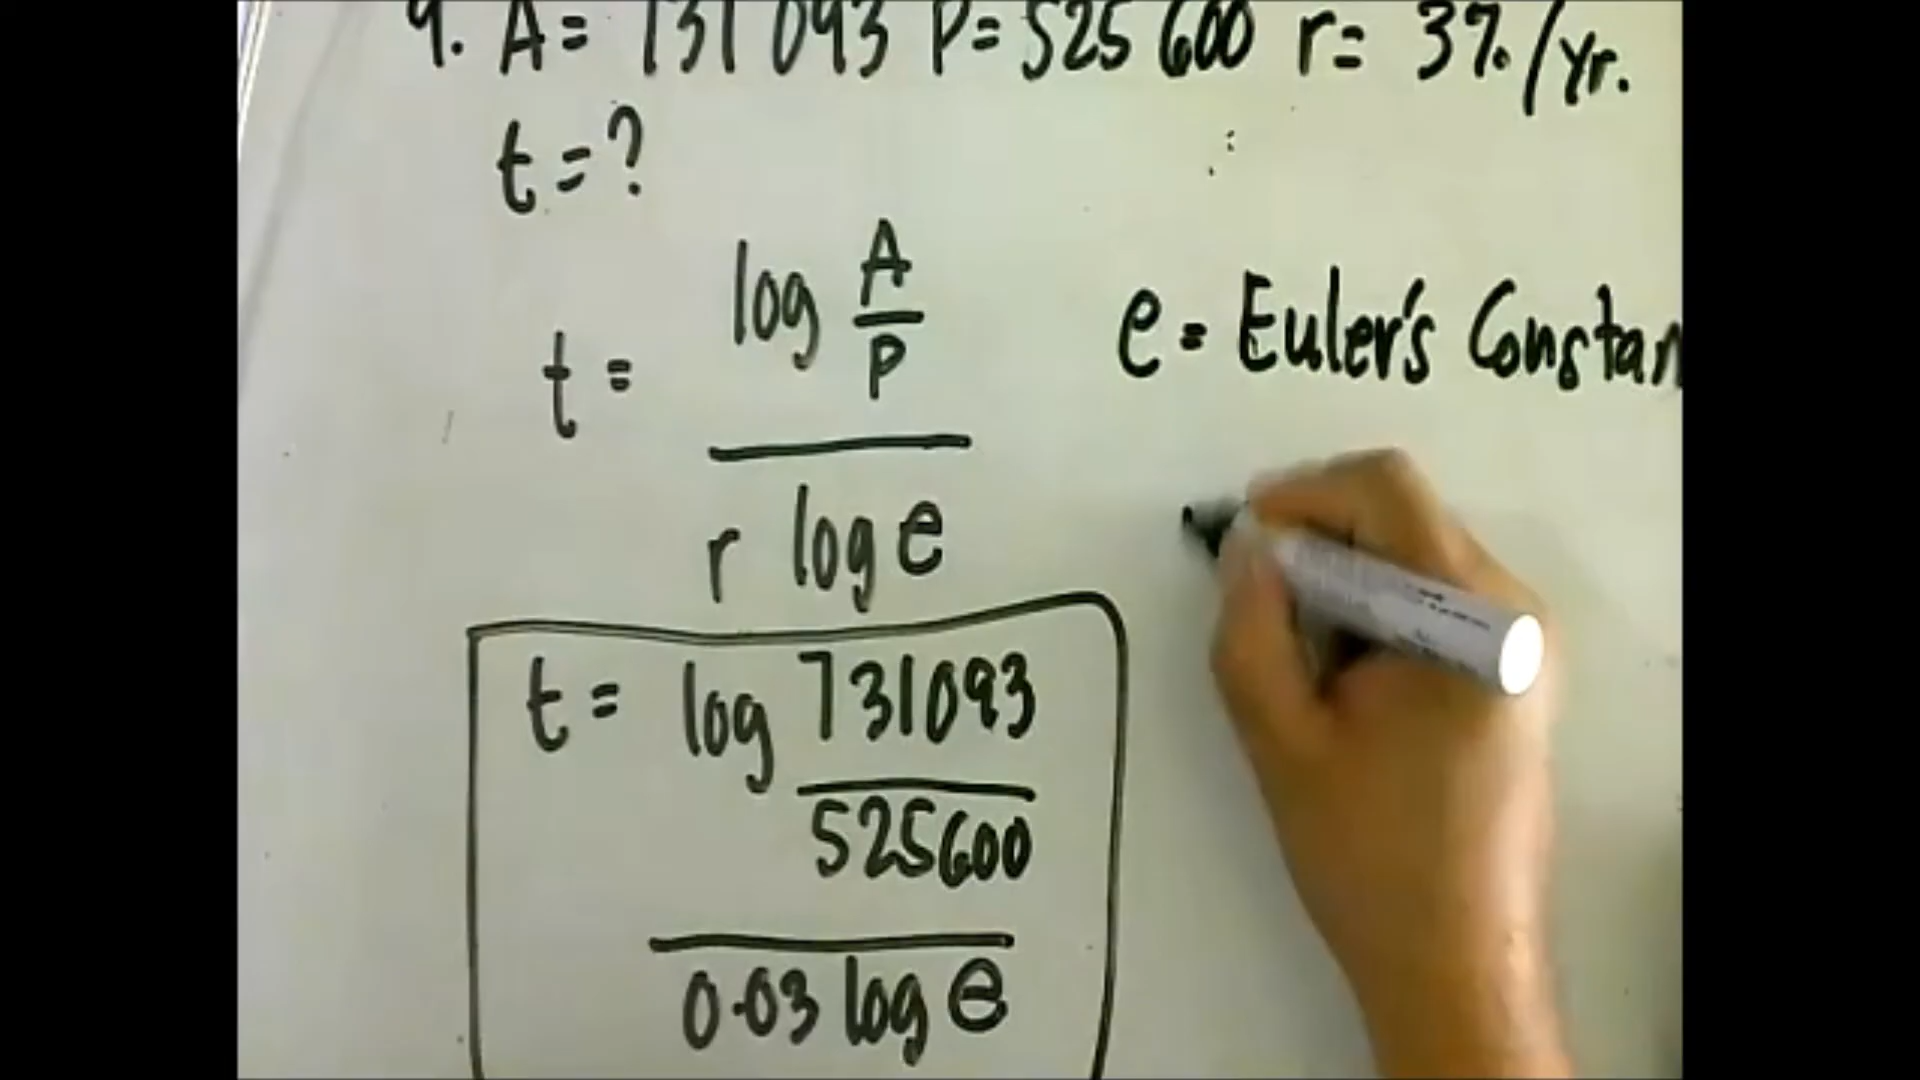 9. A = 731 093 P= 525 600 r= 3% /yr.
t = ?
t = log A/P
r log e
e = Euler's Constan
t = log 731093
525600
0.03 log e